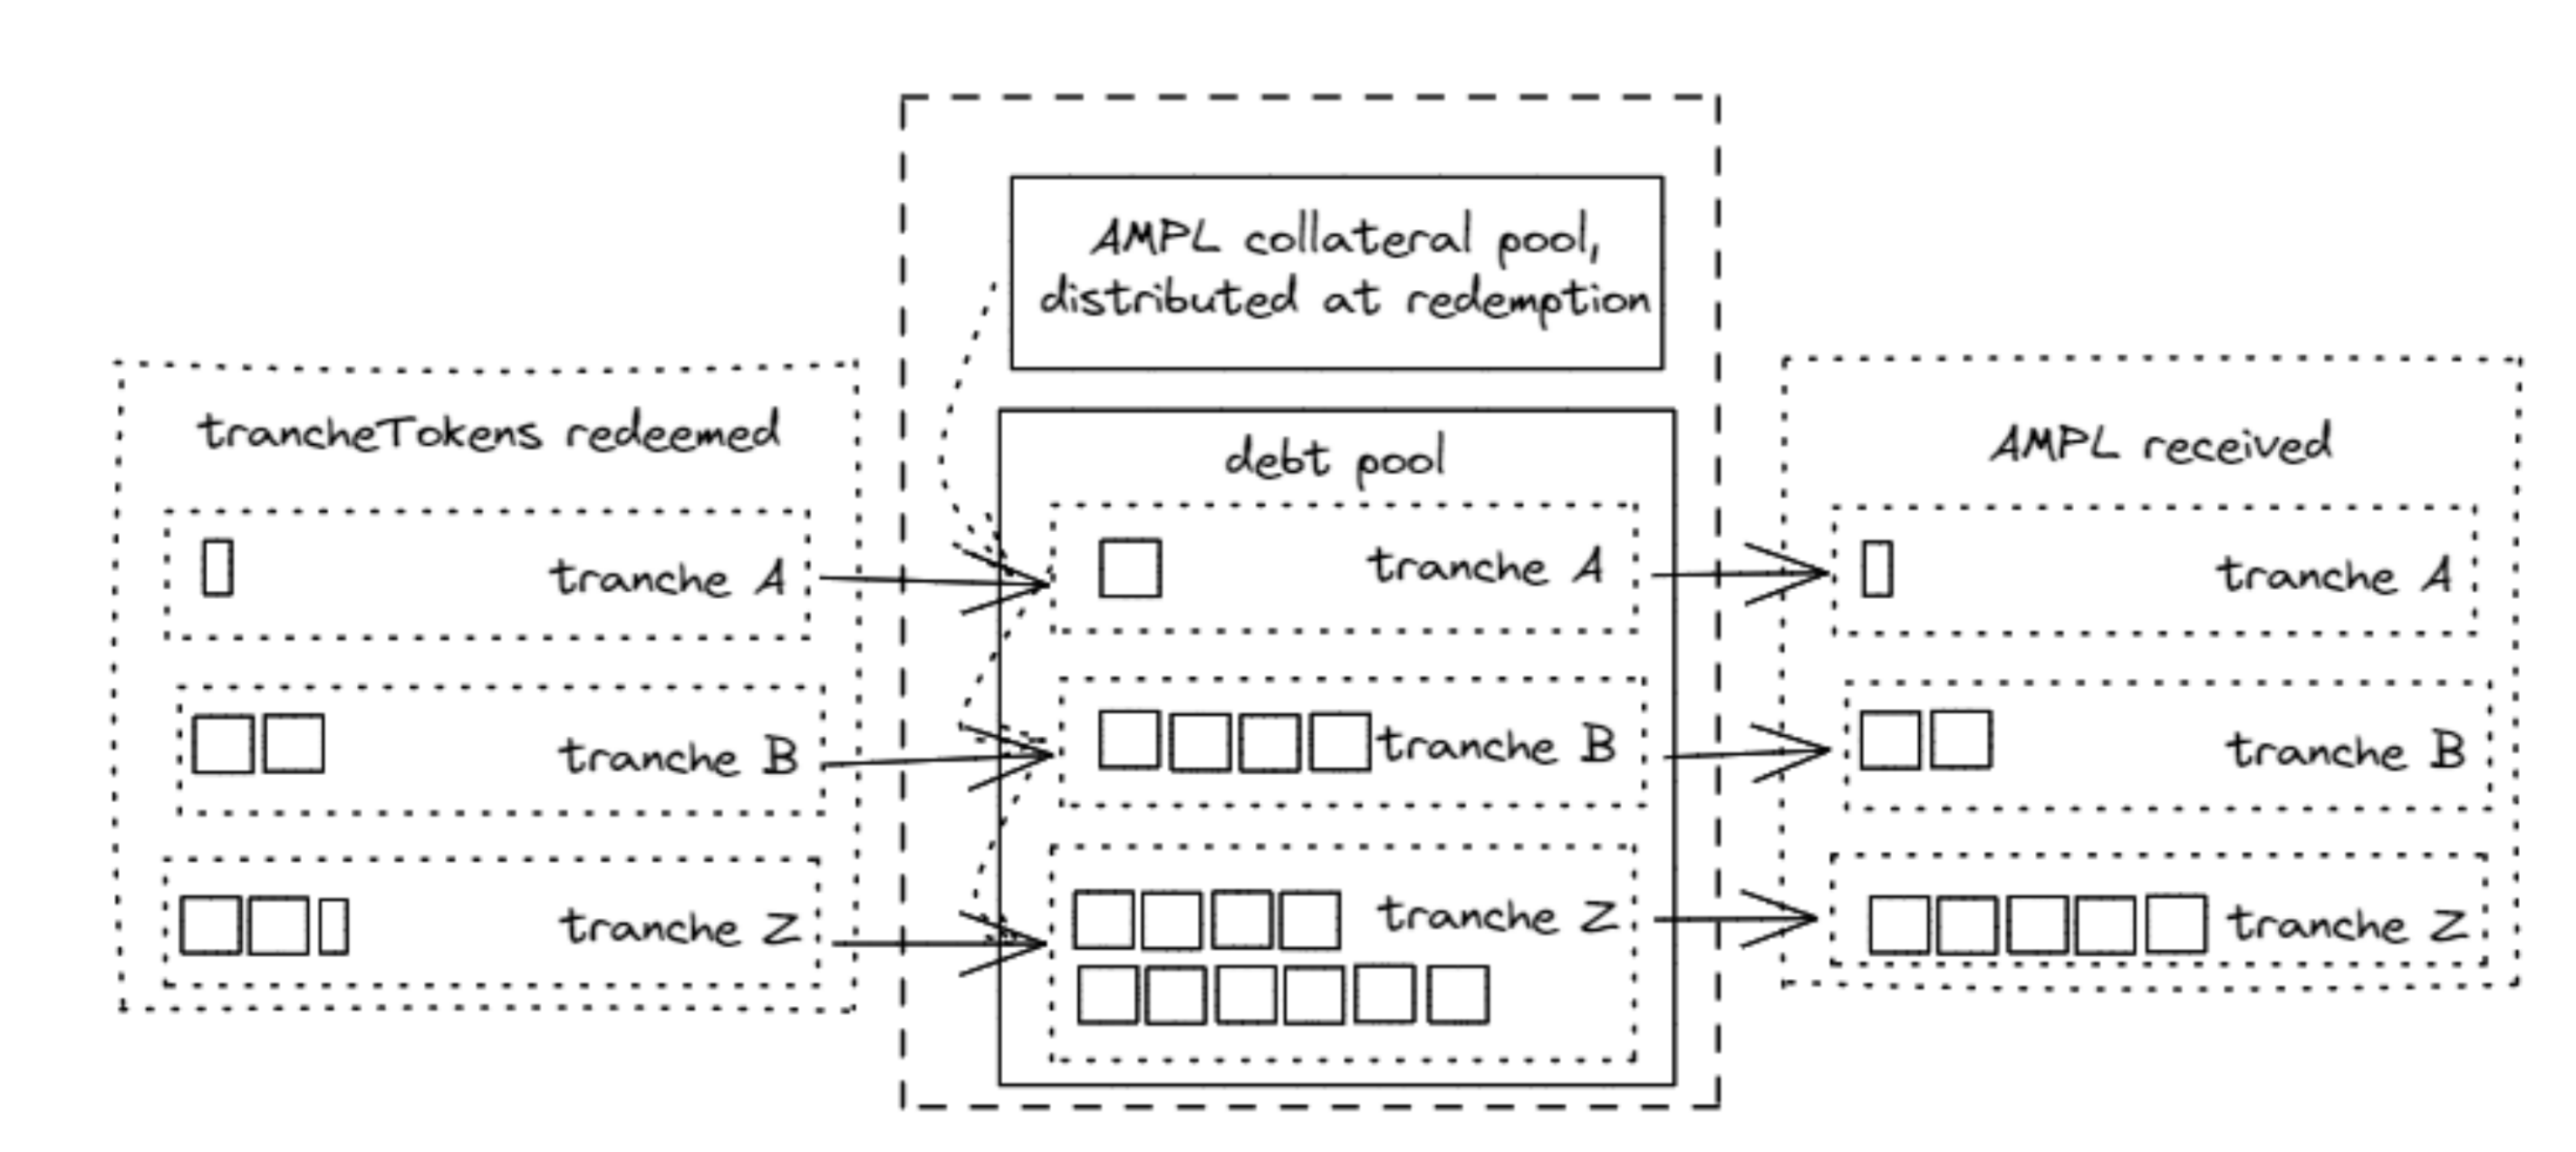 AMPL collateral pool,
distributed at redemption
trancheTokens redeemed
tranche A
tranche B
tranche Z
debt pool
tranche A
tranche B
tranche Z
AMPL received
tranche A
tranche B
tranche Z